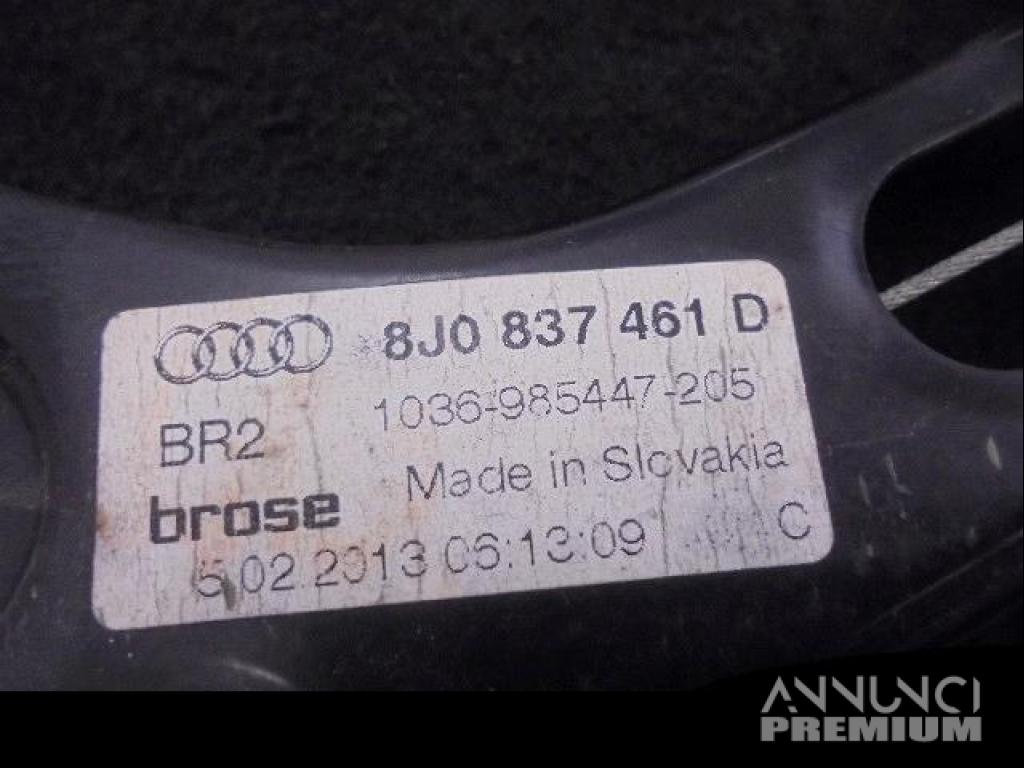 8J0 837 461 D
BR2 1036-985447-205
brose Made in Slovakia
5.02.2013 06:13:09 C
ANNUNCI
PREMIUM